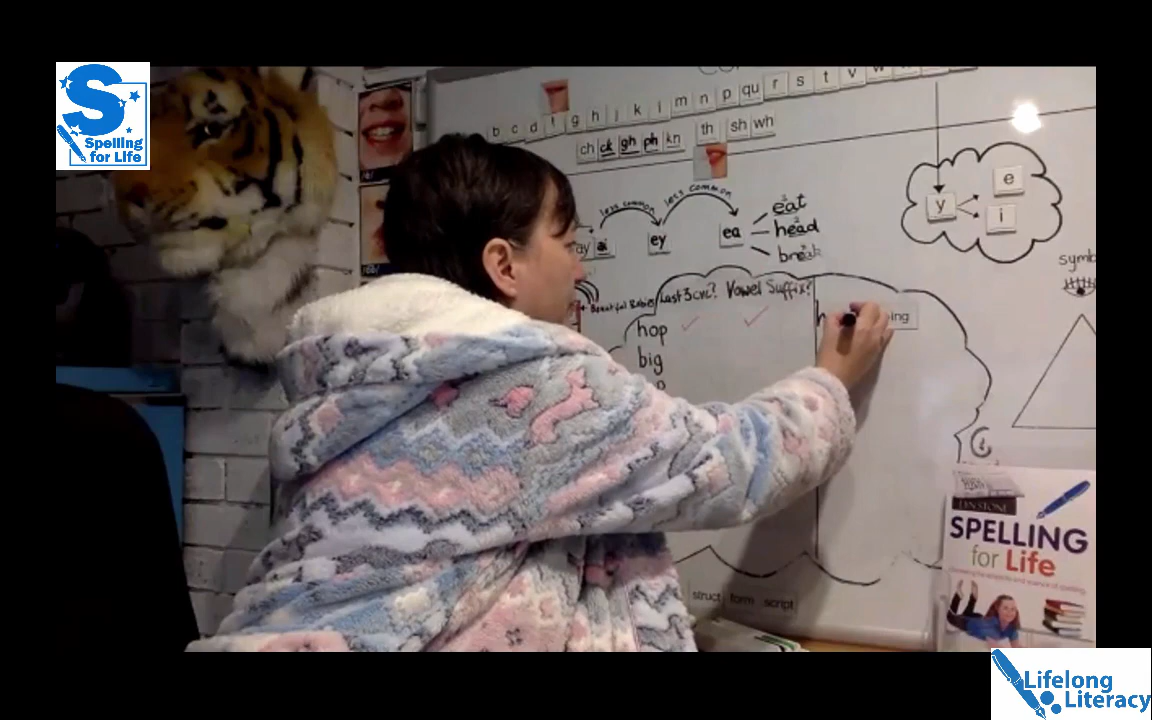 S
Spelling
for Life
b c d f g h j k l m n p qu r s t v w
ch ck gh ph kn th sh wh
less common less common
ay ai ey ea
eat
head
break
y e
i
symb
Beautiful Babies
Last 3 cvc? Vowel Suffix?
hop ✓ ✓ h ing
big
struct form script
SPELLING
for Life
Lifelong
Literacy